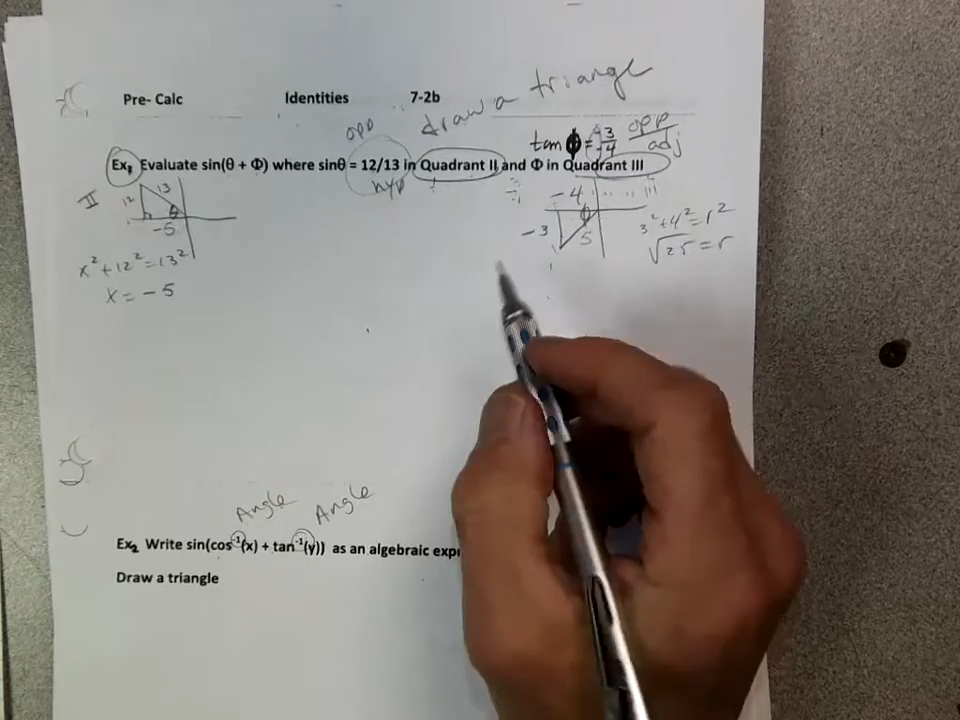 Pre- Calc Identities 7-2b
draw a triangle
opp
tan Φ = -3/-4 opp/adj
Ex1 Evaluate sin(θ + Φ) where sinθ = 12/13 in Quadrant II and Φ in Quadrant III
hyp
II 12 13 θ
-5
x² + 12² = 13²
x = -5
-4 III
-3 Φ 5
3² + 4² = r²
√25 = r
Angle Angle
Ex2 Write sin(cos⁻¹(x) + tan⁻¹(y)) as an algebraic
Draw a triangle